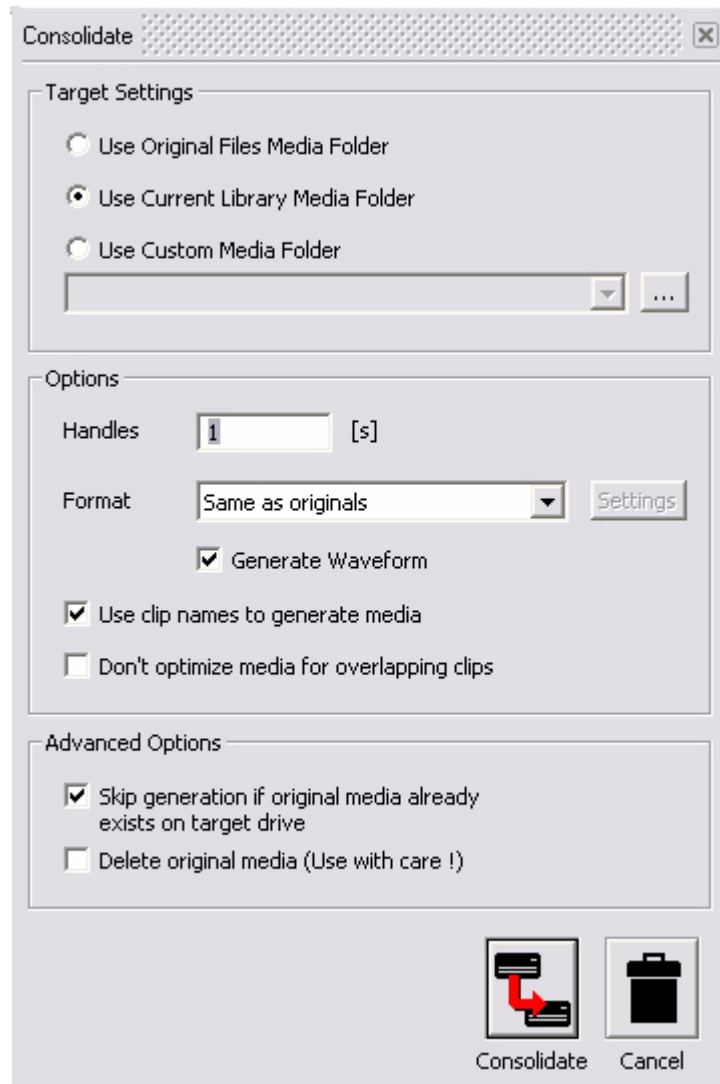 Consolidate
Target Settings
Use Original Files Media Folder
Use Current Library Media Folder
Use Custom Media Folder
...
Options
Handles 1 [s]
Format Same as originals Settings
Generate Waveform
Use clip names to generate media
Don't optimize media for overlapping clips
Advanced Options
Skip generation if original media already
exists on target drive
Delete original media (Use with care !)
Consolidate Cancel